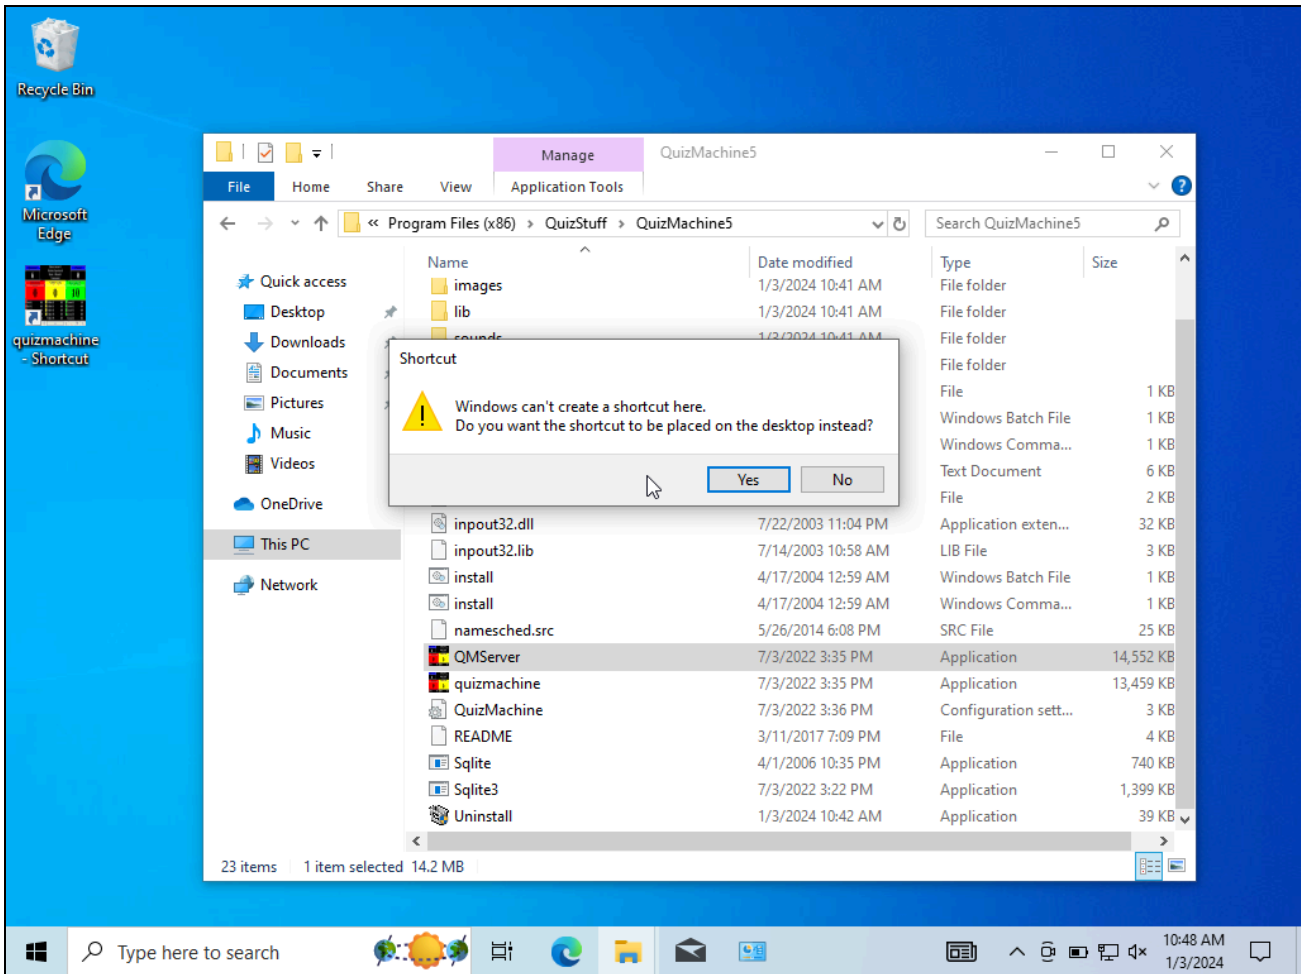 Recycle Bin
Microsoft
Edge
quizmachine
- Shortcut
Manage
QuizMachine5
File
Home
Share
View
Application Tools
« Program Files (x86) › QuizStuff › QuizMachine5
Search QuizMachine5
Name
Date modified
Type
Size
Quick access
Desktop
Downloads
Documents
Pictures
Music
Videos
OneDrive
This PC
Network
images 1/3/2024 10:41 AM File folder
lib 1/3/2024 10:41 AM File folder
sounds 1/3/2024 10:41 AM File folder
File folder
File 1 KB
Windows Batch File 1 KB
Windows Comma... 1 KB
Text Document 6 KB
File 2 KB
Shortcut
Windows can't create a shortcut here.
Do you want the shortcut to be placed on the desktop instead?
Yes
No
inpout32.dll 7/22/2003 11:04 PM Application exten... 32 KB
inpout32.lib 7/14/2003 10:58 AM LIB File 3 KB
install 4/17/2004 12:59 AM Windows Batch File 1 KB
install 4/17/2004 12:59 AM Windows Comma... 1 KB
namesched.src 5/26/2014 6:08 PM SRC File 25 KB
QMServer 7/3/2022 3:35 PM Application 14,552 KB
quizmachine 7/3/2022 3:35 PM Application 13,459 KB
QuizMachine 7/3/2022 3:36 PM Configuration sett... 3 KB
README 3/11/2017 7:09 PM File 4 KB
Sqlite 4/1/2006 10:35 PM Application 740 KB
Sqlite3 7/3/2022 3:22 PM Application 1,399 KB
Uninstall 1/3/2024 10:42 AM Application 39 KB
23 items
1 item selected 14.2 MB
Type here to search
10:48 AM
1/3/2024